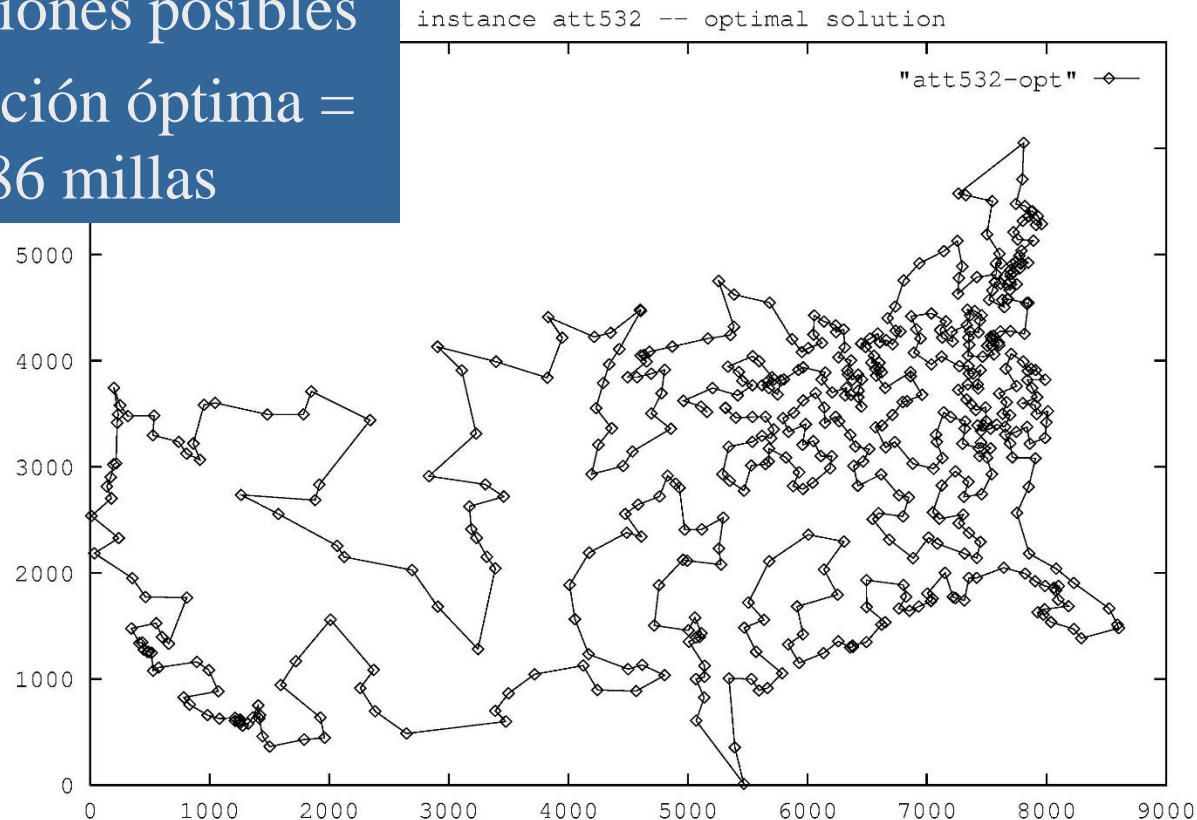 iones posibles
ción óptima =
86 millas
instance att532 -- optimal solution
"att532-opt"
5000
4000
3000
2000
1000
0
0 1000 2000 3000 4000 5000 6000 7000 8000 9000